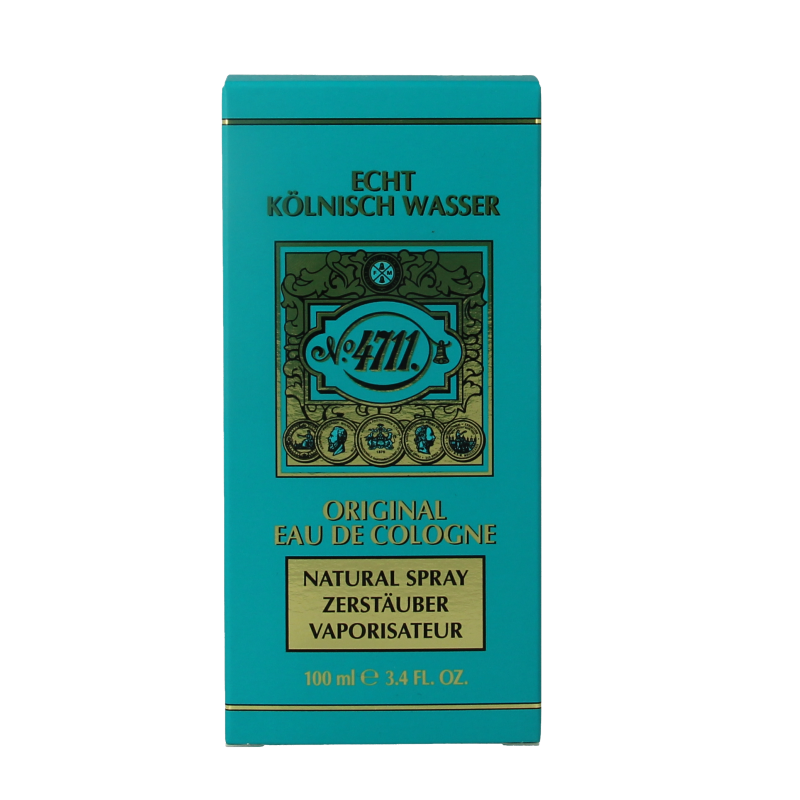 ECHT
KÖLNISCH WASSER
F M
Nº 4711.
ORIGINAL
EAU DE COLOGNE
NATURAL SPRAY
ZERSTÄUBER
VAPORISATEUR
100 ml ℮ 3.4 FL. OZ.